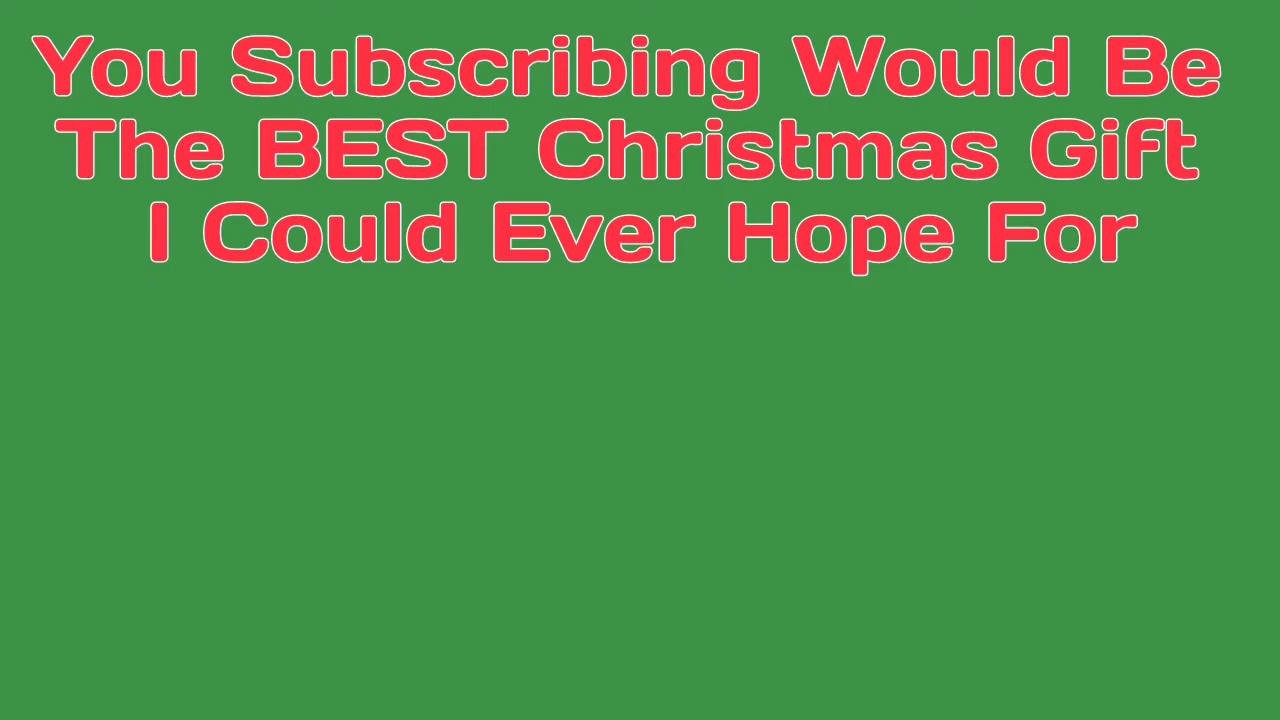 You Subscribing Would Be
The BEST Christmas Gift
I Could Ever Hope For